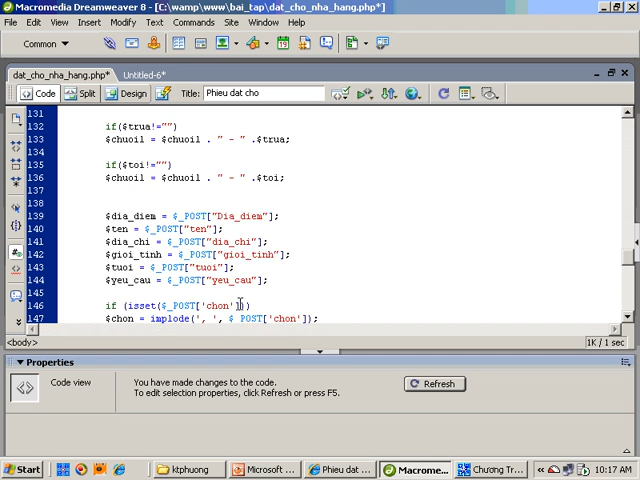 Macromedia Dreamweaver 8 - [C:\wamp\www\bai_tap\dat_cho_nha_hang.php*]
File Edit View Insert Modify Text Commands Site Window Help
Common
dat_cho_nha_hang.php* Untitled-6*
Code Split Design Title: Phieu dat cho
131
132 if($trua!="")
133 $chuoi1 = $chuoi1 . " - " .$trua;
134
135 if($toi!="")
136 $chuoi1 = $chuoi1 . " - " .$toi;
137
138
139 $dia_diem = $_POST["Dia_diem"];
140 $ten = $_POST["ten"];
141 $dia_chi = $_POST["dia_chi"];
142 $gioi_tinh = $_POST["gioi_tinh"];
143 $tuoi = $_POST["tuoi"];
144 $yeu_cau = $_POST["yeu_cau"];
145
146 if (isset($_POST['chon']))
147 $chon = implode(', ', $_POST['chon']);
<body> 1K / 1 sec
Properties
Code view
You have made changes to the code.
To edit selection properties, click Refresh or press F5.
Refresh
Start ktphuong Microsoft ... Phieu dat ... Macrome... Chương Tr... 10:17 AM